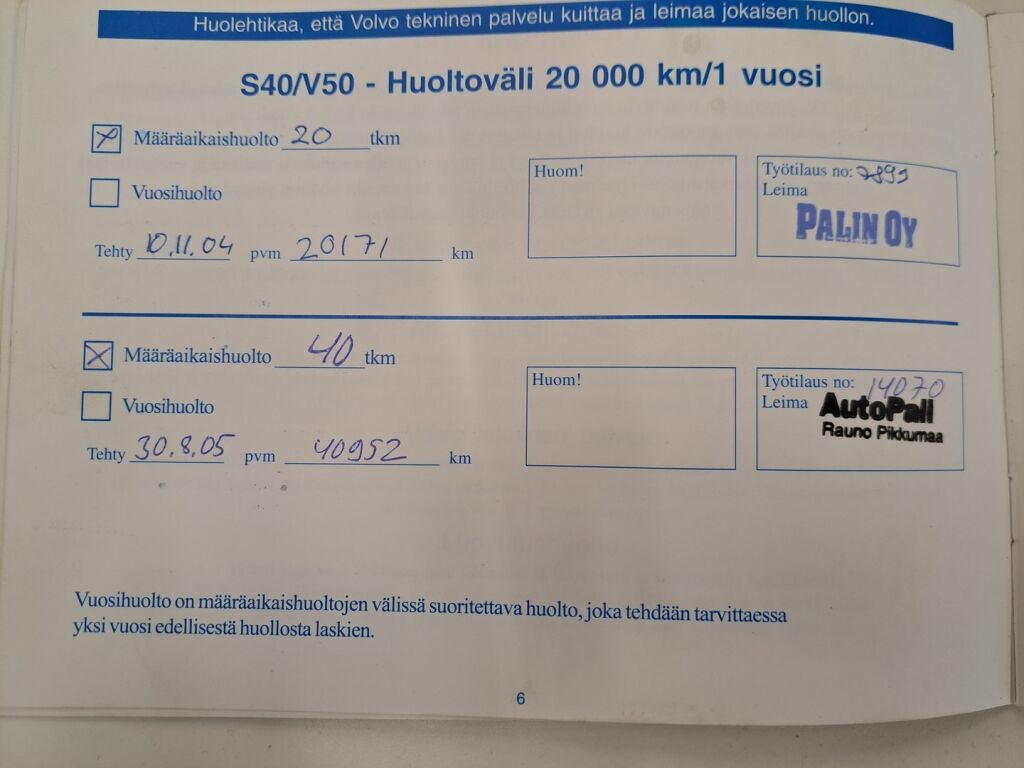 Huolehtikaa, että Volvo tekninen palvelu kuittaa ja leimaa jokaisen huollon.
S40/V50 - Huoltoväli 20 000 km/1 vuosi
Määräaikaishuolto 20 tkm
Vuosihuolto
Tehty 10.11.04 pvm 20171 km
Huom!
Työtilaus no: 7899
Leima
PALIN OY
Määräaikaishuolto 40 tkm
Vuosihuolto
Tehty 30.8.05 pvm 40952 km
Huom!
Työtilaus no: 14070
Leima AutoPali
Rauno Pikkumaa
Vuosihuolto on määräaikaishuoltojen välissä suoritettava huolto, joka tehdään tarvittaessa
yksi vuosi edellisestä huollosta laskien.
6